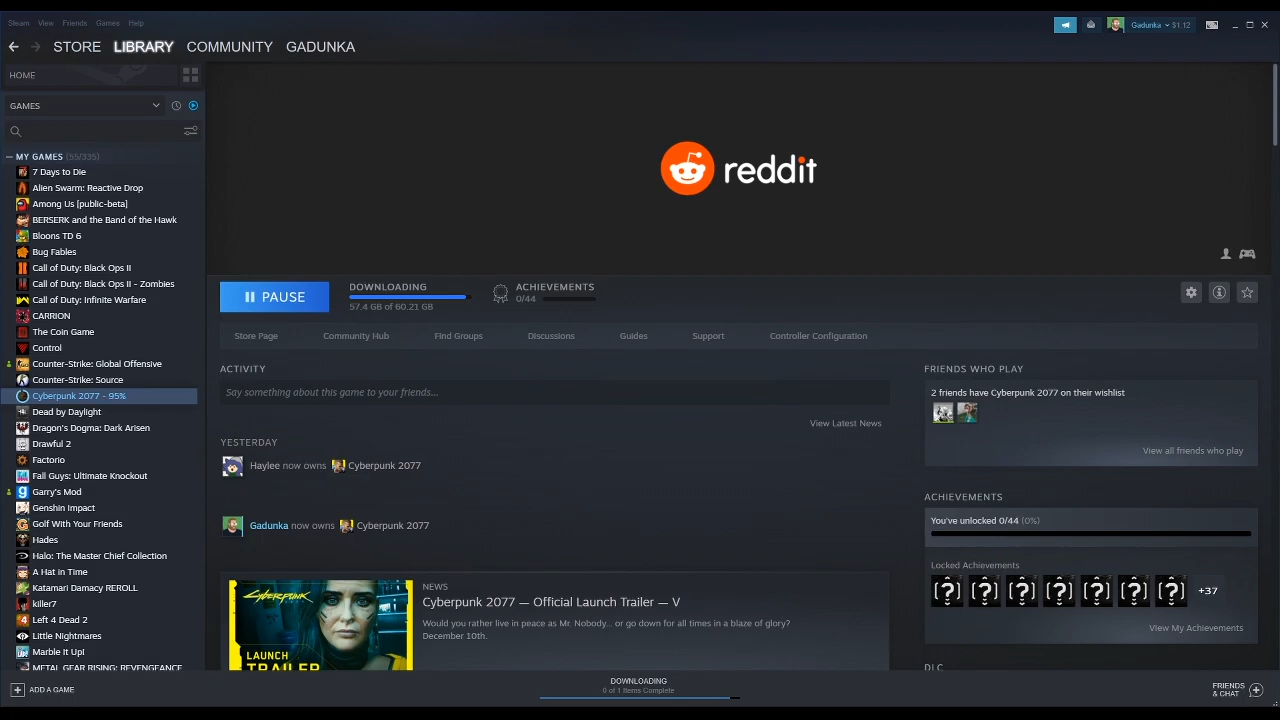 Steam View Friends Games Help
Gadunka $1.12
STORE LIBRARY COMMUNITY GADUNKA
HOME
GAMES
MY GAMES (55/335)
7 Days to Die
Alien Swarm: Reactive Drop
Among Us [public-beta]
BERSERK and the Band of the Hawk
Bloons TD 6
Bug Fables
Call of Duty: Black Ops II
Call of Duty: Black Ops II - Zombies
Call of Duty: Infinite Warfare
CARRION
The Coin Game
Control
Counter-Strike: Global Offensive
Counter-Strike: Source
Cyberpunk 2077 - 95%
Dead by Daylight
Dragon's Dogma: Dark Arisen
Drawful 2
Factorio
Fall Guys: Ultimate Knockout
Garry's Mod
Genshin Impact
Golf With Your Friends
Hades
Halo: The Master Chief Collection
A Hat in Time
Katamari Damacy REROLL
killer7
Left 4 Dead 2
Little Nightmares
Marble It Up!
METAL GEAR RISING: REVENGEANCE
ADD A GAME
reddit
PAUSE
DOWNLOADING
57.4 GB of 60.21 GB
ACHIEVEMENTS
0/44
Store Page Community Hub Find Groups Discussions Guides Support Controller Configuration
ACTIVITY
Say something about this game to your friends...
View Latest News
YESTERDAY
Haylee now owns Cyberpunk 2077
Gadunka now owns Cyberpunk 2077
Cyberpunk
LAUNCH
TRAILER
NEWS
Cyberpunk 2077 — Official Launch Trailer — V
Would you rather live in peace as Mr. Nobody... or go down for all times in a blaze of glory?
December 10th.
FRIENDS WHO PLAY
2 friends have Cyberpunk 2077 on their wishlist
View all friends who play
ACHIEVEMENTS
You've unlocked 0/44 (0%)
Locked Achievements
+37
View My Achievements
DLC
DOWNLOADING
0 of 1 Items Complete
FRIENDS
& CHAT